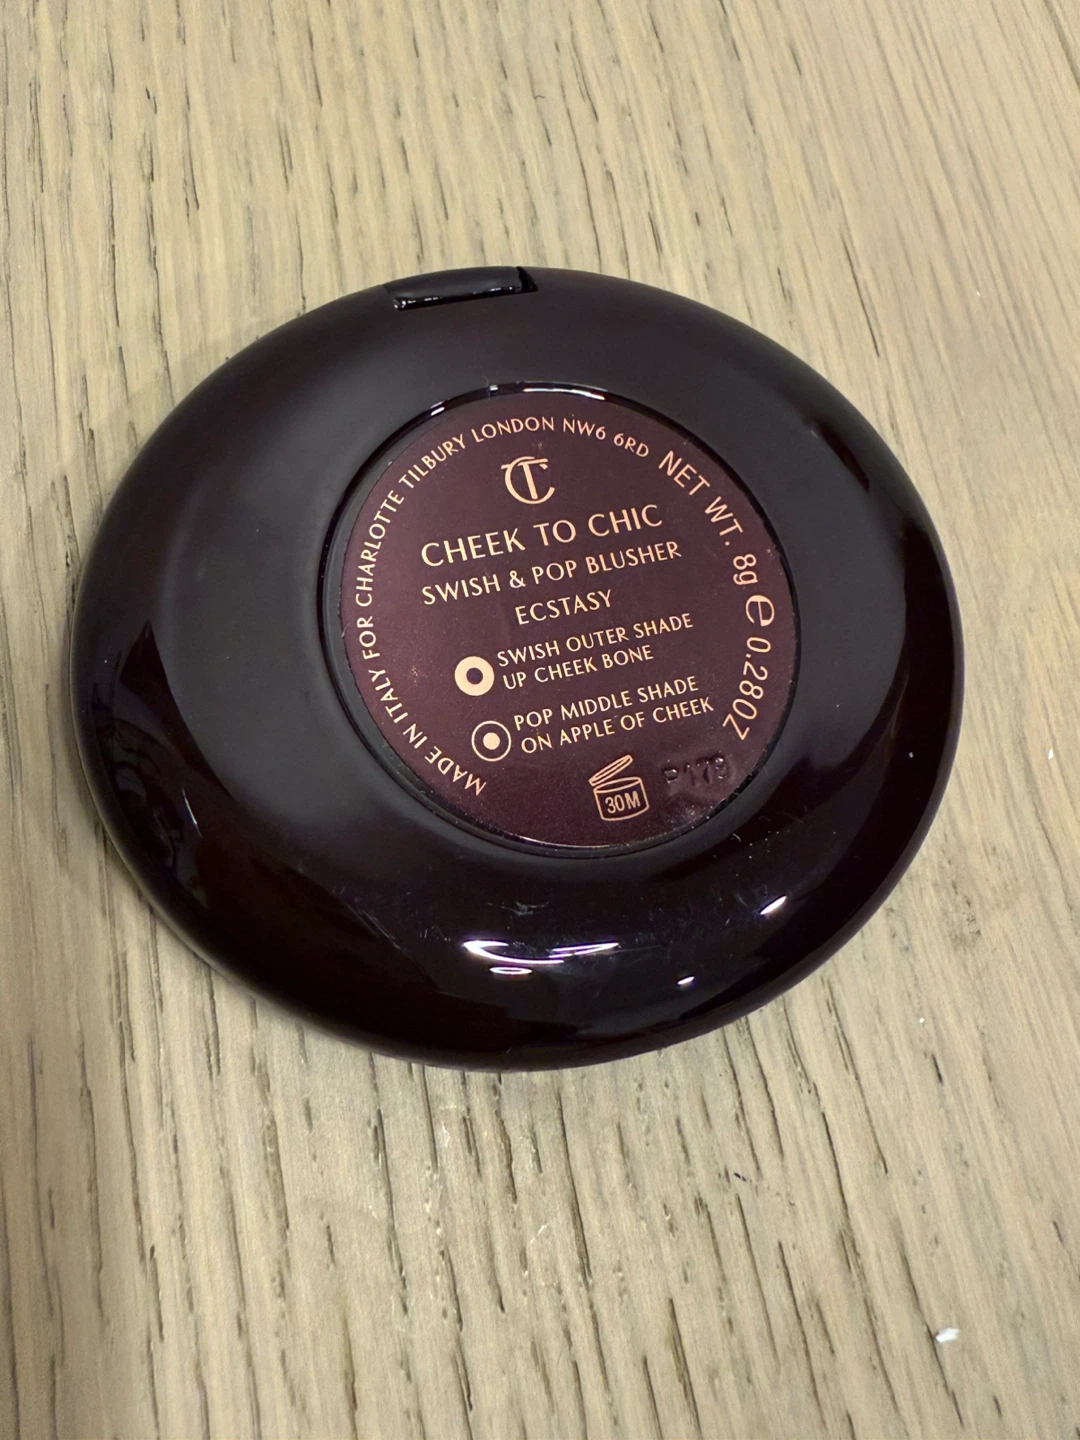 MADE IN ITALY FOR CHARLOTTE TILBURY LONDON NW6 6RD
NET WT. 8g e 0.28OZ
CT
CHEEK TO CHIC
SWISH & POP BLUSHER
ECSTASY
SWISH OUTER SHADE
UP CHEEK BONE
POP MIDDLE SHADE
ON APPLE OF CHEEK
30M